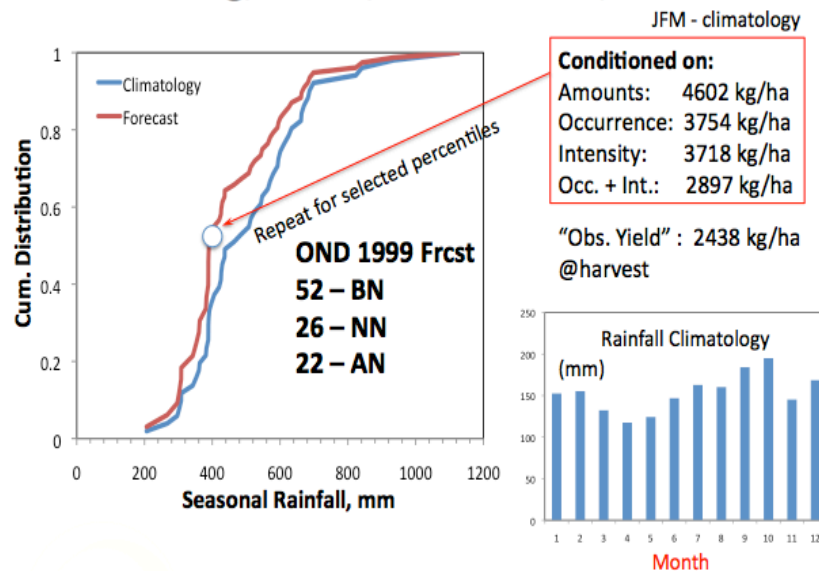 JFM - climatology
Conditioned on:
Amounts: 4602 kg/ha
Occurrence: 3754 kg/ha
Intensity: 3718 kg/ha
Occ. + Int.: 2897 kg/ha
"Obs. Yield" : 2438 kg/ha
@harvest
Climatology
Forecast
Repeat for selected percentiles
OND 1999 Frcst
52 – BN
26 – NN
22 – AN
Cum. Distribution
1
0.8
0.6
0.4
0.2
0
0 200 400 600 800 1000 1200
Seasonal Rainfall, mm
Rainfall Climatology
(mm)
250
200
150
100
50
0
1 2 3 4 5 6 7 8 9 10 11 12
Month